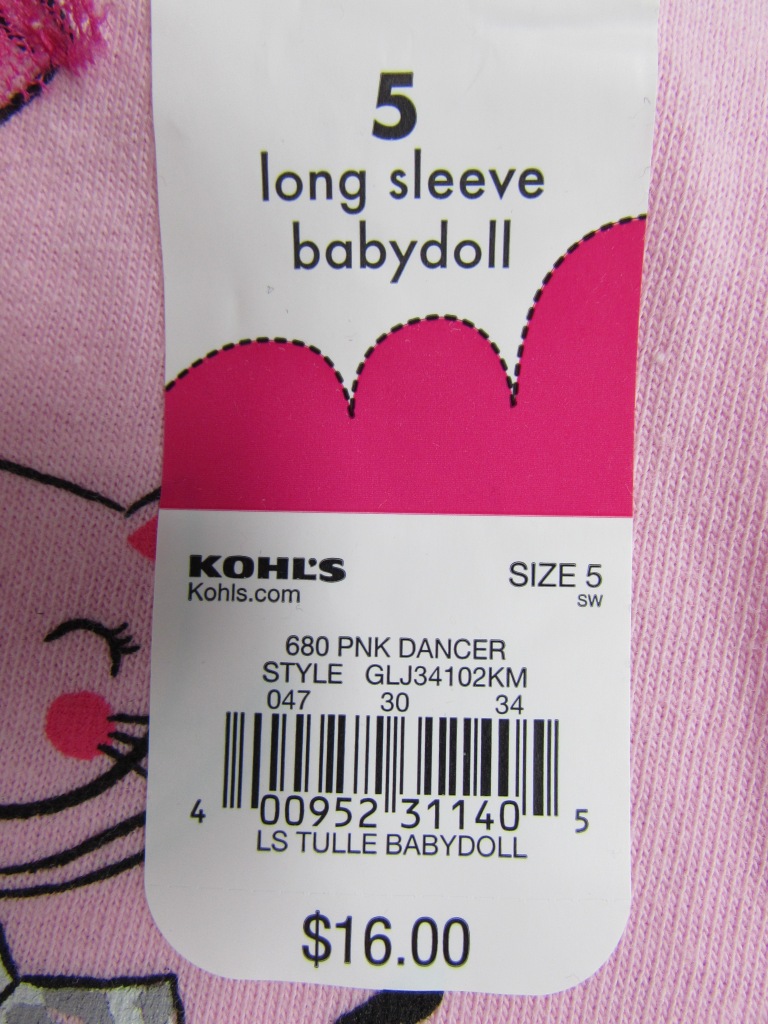 5
long sleeve
babydoll
KOHL'S SIZE 5
Kohls.com SW
680 PNK DANCER
STYLE GLJ34102KM
047 30 34
4 00952 31140 5
LS TULLE BABYDOLL
$16.00